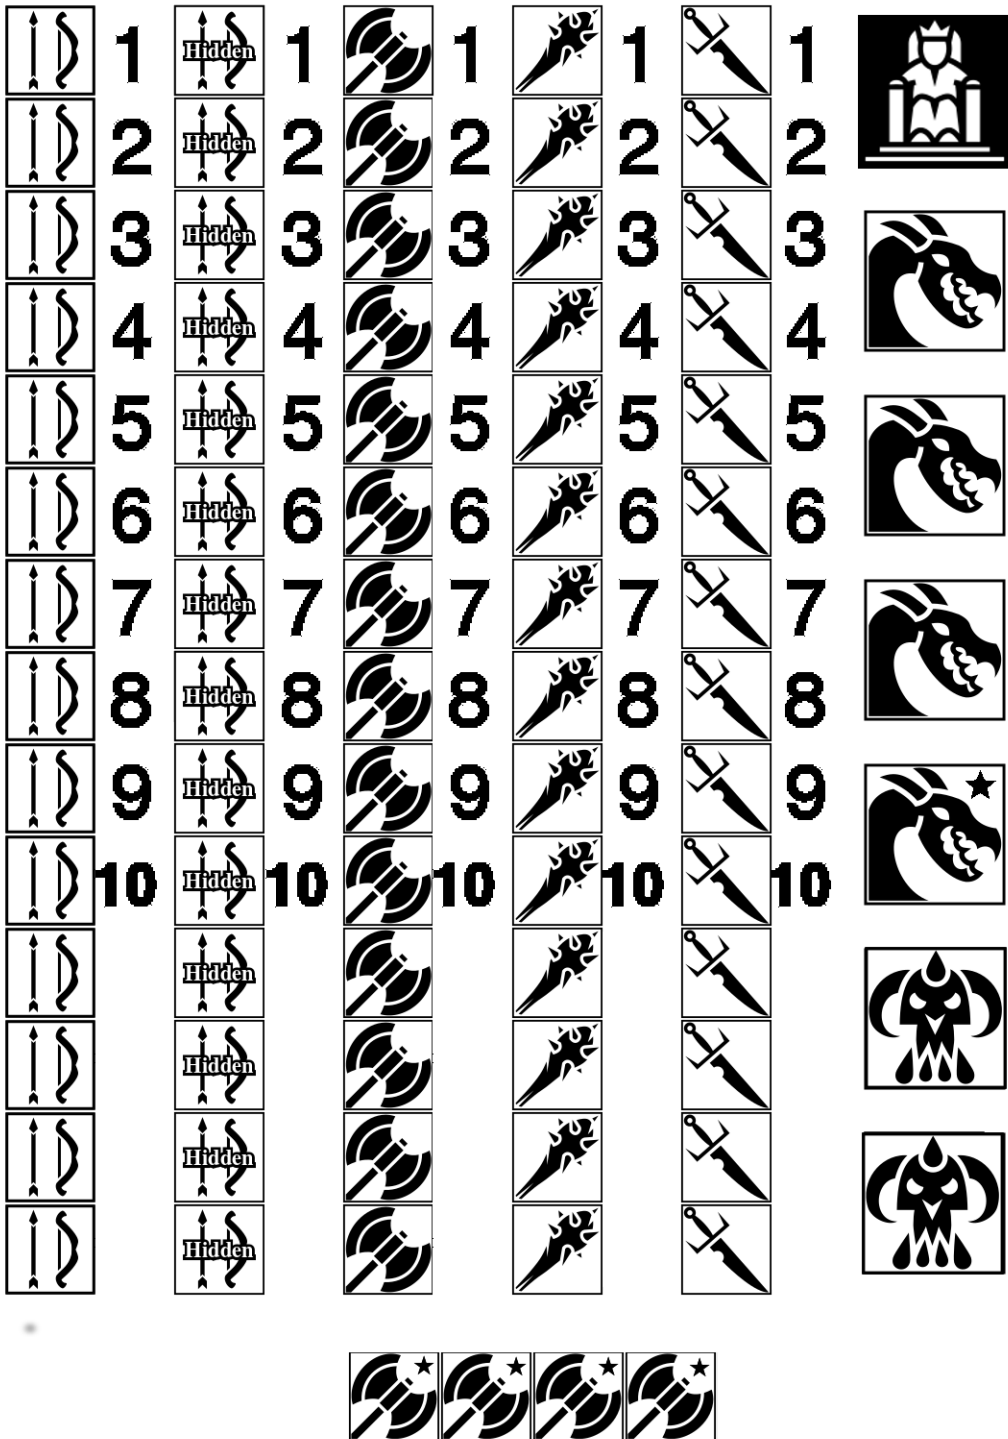 1 Hidden 1 1 1 1
2 Hidden 2 2 2 2
3 Hidden 3 3 3 3
4 Hidden 4 4 4 4
5 Hidden 5 5 5 5
6 Hidden 6 6 6 6
7 Hidden 7 7 7 7
8 Hidden 8 8 8 8
9 Hidden 9 9 9 9
10 Hidden 10 10 10 10
Hidden
Hidden
Hidden
Hidden